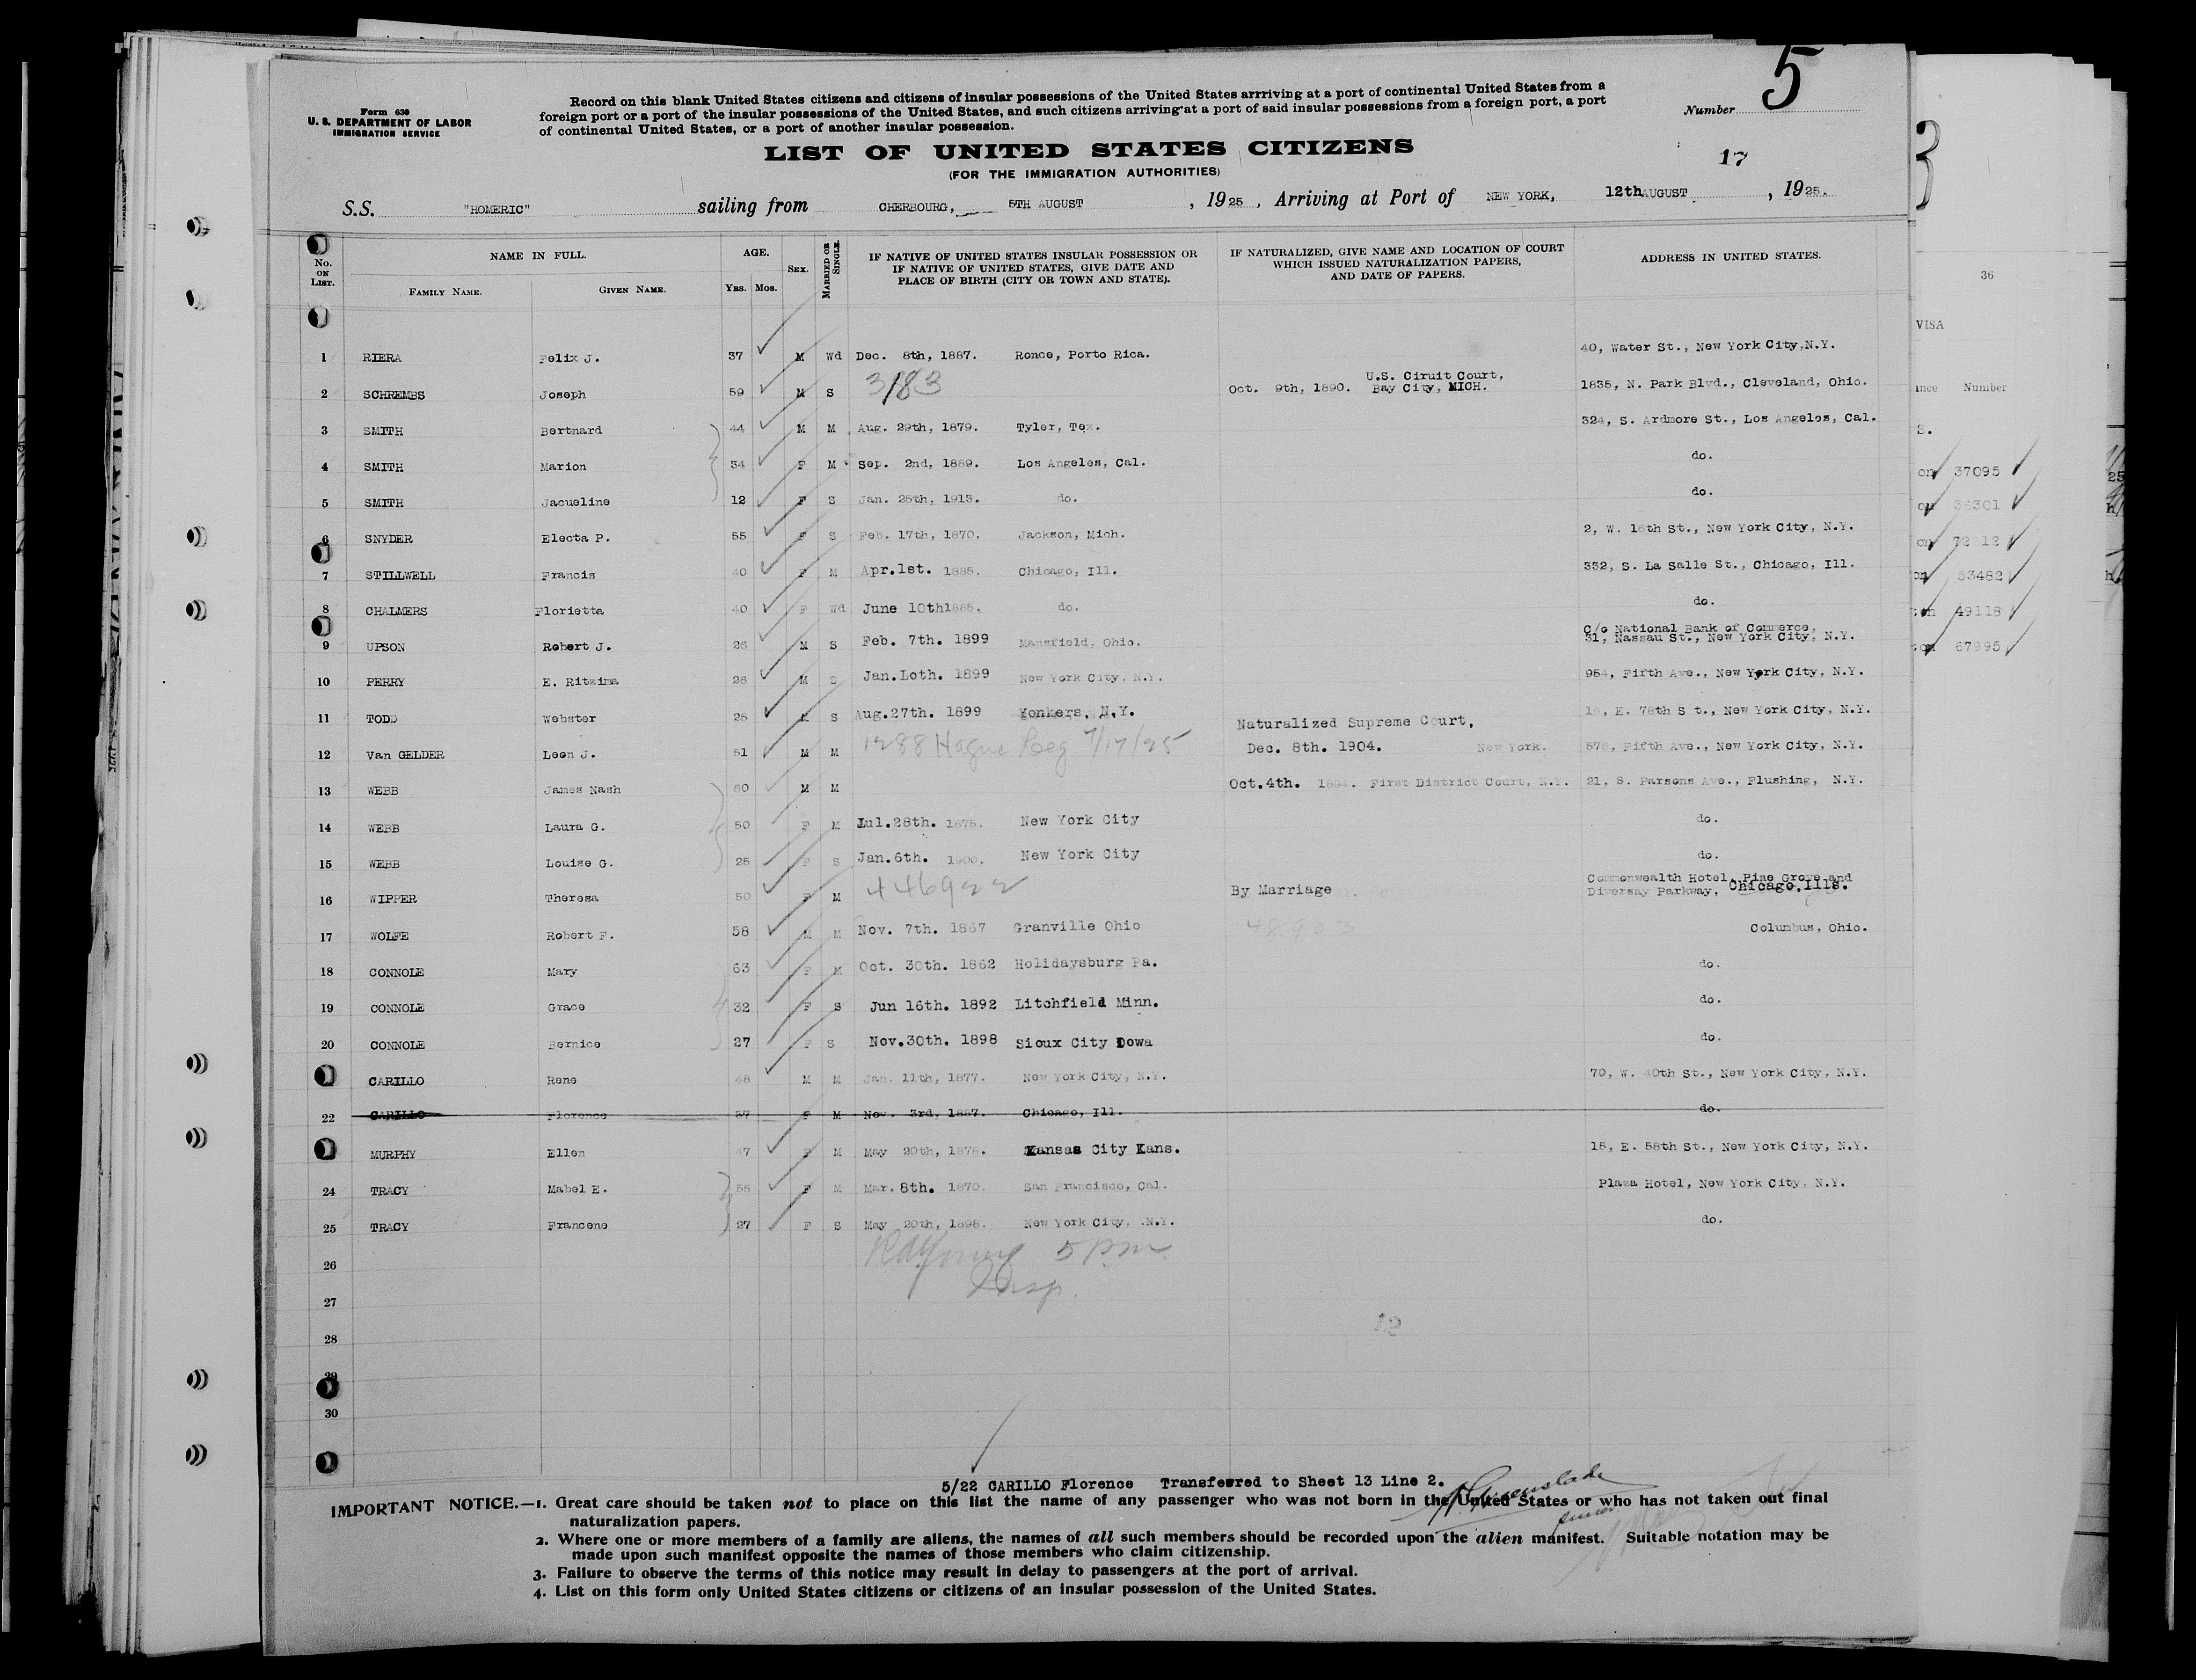 5
Form 630
U. S. DEPARTMENT OF LABOR
IMMIGRATION SERVICE
Record on this blank United States citizens and citizens of insular possessions of the United States arrriving at a port of continental United States from a
foreign port or a port of the insular possessions of the United States, and such citizens arriving at a port of said insular possessions from a foreign port, a port
of continental United States, or a port of another insular possession.
Number
LIST OF UNITED STATES CITIZENS
(FOR THE IMMIGRATION AUTHORITIES)
17
S.S. "HOMERIC" sailing from CHERBOURG, 5TH AUGUST , 1925 , Arriving at Port of NEW YORK, 12th AUGUST , 1925.
No. ON LIST. NAME IN FULL. FAMILY NAME. GIVEN NAME. AGE. YRS. MOS. SEX. MARRIED OR SINGLE. IF NATIVE OF UNITED STATES INSULAR POSSESSION OR IF NATIVE OF UNITED STATES, GIVE DATE AND PLACE OF BIRTH (CITY OR TOWN AND STATE). IF NATURALIZED, GIVE NAME AND LOCATION OF COURT WHICH ISSUED NATURALIZATION PAPERS, AND DATE OF PAPERS. ADDRESS IN UNITED STATES.
1 RIERA Felix J. 37 M Wd Dec. 8th, 1887. Ronce, Porto Rica. 40, Water St., New York City,N.Y.
2 SCHREMBS Joseph 59 M S 3/83 Oct. 9th, 1890. U.S. Ciruit Court, Bay City, MICH. 1835, N. Park Blvd., Cleveland, Ohio.
3 SMITH Bertnard 44 M M Aug. 29th, 1879. Tyler, Tex. 324, S. Ardmore St., Los Angeles, Cal.
4 SMITH Marion 34 F M Sep. 2nd, 1889. Los Angeles, Cal. do.
5 SMITH Jacueline 12 F S Jan. 25th, 1913. do. do.
6 SNYDER Electa P. 55 F S Feb. 17th, 1870. Jackson, Mich. 2, W. 16th St., New York City, N.Y.
7 STILLWELL Francis 40 F M Apr.1st. 1885. Chicago, Ill. 332, S. La Salle St., Chicago, Ill.
8 CHALMERS Florietta 40 F Wd June 10th1885. do. do.
9 UPSON Robert J. 26 M S Feb. 7th. 1899 Mansfield, Ohio. C/o National Bank of Commerce, 31, Nassau St., New York City, N.Y.
10 PERRY E. Ritzima 26 M S Jan.Loth. 1899 New York City, N.Y. 954, Fifth Ave., New York City, N.Y.
11 TODD Webster 25 M S Aug.27th. 1899 Yonkers, N.Y. 15, E. 78th S t., New York City, N.Y.
12 Van GELDER Leon J. 51 M M 1288 Hague Reg 7/17/25 Naturalized Supreme Court, Dec. 8th. 1904. New York. 576, Fifth Ave., New York City, N.Y.
13 WEBB James Nash 60 M M Oct.4th. First District Court, N.Y. 21, S. Parsons Ave., Flushing, N.Y.
14 WEBB Laura G. 50 F M Jul.28th. 1875. New York City do.
15 WEBB Louise G. 25 F S Jan.6th. 1900. New York City do.
16 WIPPER Theresa 50 F M 446922 By Marriage Commonwealth Hotel, Pine Grove and Diversay Parkway, Chicago,Ills.
17 WOLFE Robert F. 58 M M Nov. 7th. 1867 Granville Ohio 48903 Columbus, Ohio.
18 CONNOLE Mary 63 F M Oct. 30th. 1862 Holidaysburg Pa. do.
19 CONNOLE Grace 32 F S Jun 16th. 1892 Litchfield Minn. do.
20 CONNOLE Bernice 27 F S Nov.30th. 1898 Sioux City Iowa do.
CARILLO Rene 48 M M Jan. 11th, 1877. New York City, N.Y. 70, W. 40th St., New York City, N.Y.
22 CARILLO Florence 37 F M Nov. 3rd, 1887. Chicago, Ill. do.
MURPHY Ellen 47 F M May 20th, 1878. Kansas City Kans. 15, E. 58th St., New York City, N.Y.
24 TRACY Mabel E. 55 F M Mar.8th. 1870. San Francisco, Cal. Plaza Hotel, New York City, N.Y.
25 TRACY Francene 27 F S May 20th, 1898. New York City, N.Y. do.
26 5 PM
27 Insp.
28 12
29
30
5/22 CARILLO Florence Transferred to Sheet 13 Line 2.
IMPORTANT NOTICE.—1. Great care should be taken not to place on this list the name of any passenger who was not born in the United States or who has not taken out final
naturalization papers.
2. Where one or more members of a family are aliens, the names of all such members should be recorded upon the alien manifest. Suitable notation may be
made upon such manifest opposite the names of those members who claim citizenship.
3. Failure to observe the terms of this notice may result in delay to passengers at the port of arrival.
4. List on this form only United States citizens or citizens of an insular possession of the United States.
36
VISA
Number
37095
53482
49118
67995